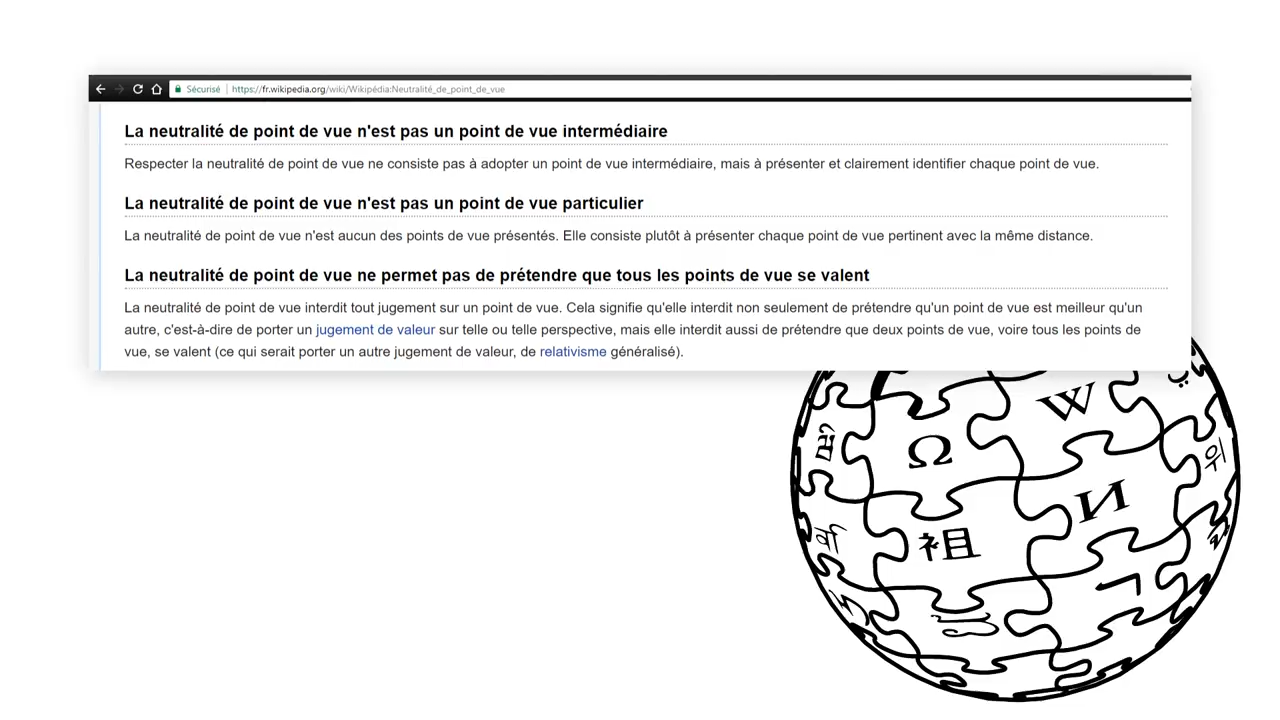 Sécurisé | https://fr.wikipedia.org/wiki/Wikipédia:Neutralité_de_point_de_vue
La neutralité de point de vue n'est pas un point de vue intermédiaire
Respecter la neutralité de point de vue ne consiste pas à adopter un point de vue intermédiaire, mais à présenter et clairement identifier chaque point de vue.
La neutralité de point de vue n'est pas un point de vue particulier
La neutralité de point de vue n'est aucun des points de vue présentés. Elle consiste plutôt à présenter chaque point de vue pertinent avec la même distance.
La neutralité de point de vue ne permet pas de prétendre que tous les points de vue se valent
La neutralité de point de vue interdit tout jugement sur un point de vue. Cela signifie qu'elle interdit non seulement de prétendre qu'un point de vue est meilleur qu'un
autre, c'est-à-dire de porter un jugement de valeur sur telle ou telle perspective, mais elle interdit aussi de prétendre que deux points de vue, voire tous les points de
vue, se valent (ce qui serait porter un autre jugement de valeur, de relativisme généralisé).
W
Ω
위
И
祖